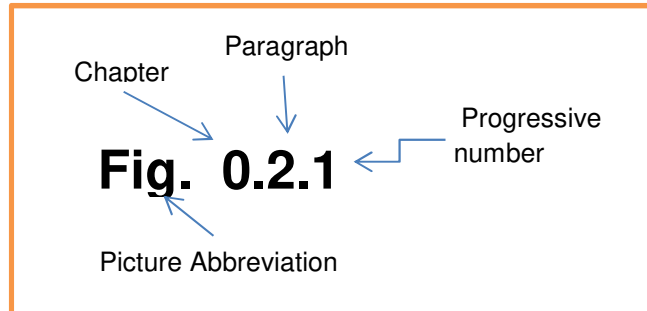 Paragraph
Chapter
Progressive
number
Fig. 0.2.1
Picture Abbreviation